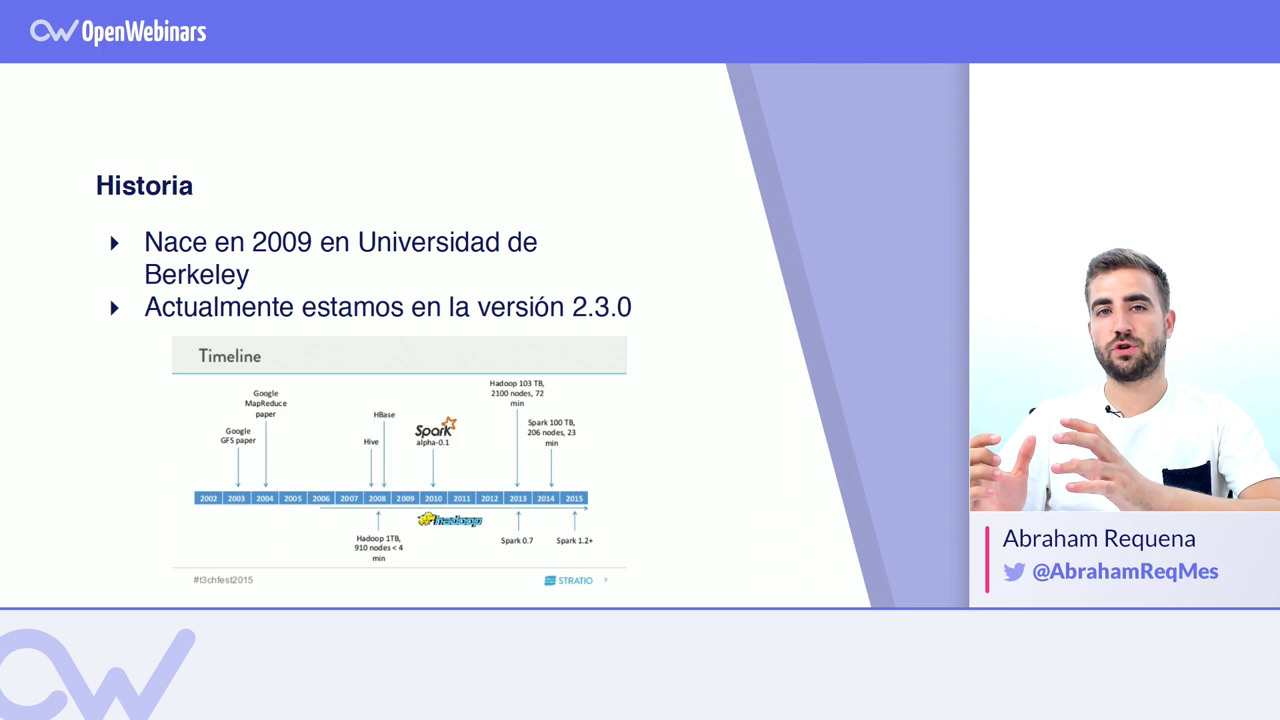 OpenWebinars
Historia
Nace en 2009 en Universidad de
Berkeley
Actualmente estamos en la versión 2.3.0
Timeline
Google
MapReduce
paper
Google
GFS paper
HBase
Hive
Spark
alpha-0.1
Hadoop 103 TB,
2100 nodes, 72
min
Spark 100 TB,
206 nodes, 23
min
2002 2003 2004 2005 2006 2007 2008 2009 2010 2011 2012 2013 2014 2015
hadoop
Hadoop 1TB,
910 nodes < 4
min
Spark 0.7
Spark 1.2+
#t3chfest2015
STRATIO
Abraham Requena
@AbrahamReqMes